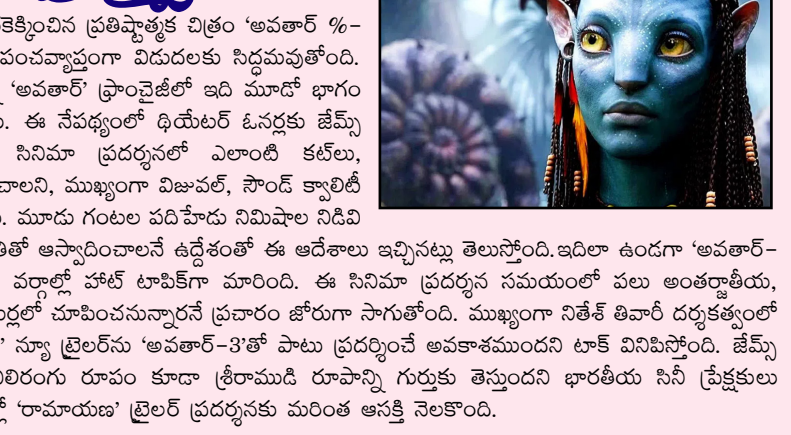 కెక్కించిన ప్రతిష్టాత్మక చిత్రం ‘అవతార్ %–
పంచవ్యాప్తంగా విడుదలకు సిద్ధమవుతోంది.
‘అవతార్’ ఫ్రాంచైజీలో ఇది మూడో భాగం
ఈ నేపథ్యంలో థియేటర్ ఓనర్లకు జేమ్స్
సినిమా ప్రదర్శనలో ఎలాంటి కట్‌లు,
చాలని, ముఖ్యంగా విజువల్, సౌండ్ క్వాలిటీ
మూడు గంటల పదిహేడు నిమిషాల నిడివి
తితో ఆస్వాదించాలనే ఉద్దేశంతో ఈ ఆదేశాలు ఇచ్చినట్లు తెలుస్తోంది.ఇదిలా ఉండగా ‘అవతార్–
వర్గాల్లో హాట్ టాపిక్‌గా మారింది. ఈ సినిమా ప్రదర్శన సమయంలో పలు అంతర్జాతీయ,
ర్లలో చూపించనున్నారనే ప్రచారం జోరుగా సాగుతోంది. ముఖ్యంగా నితేశ్ తివారీ దర్శకత్వంలో
’ న్యూ ట్రైలర్‌ను ‘అవతార్–3’తో పాటు ప్రదర్శించే అవకాశముందని టాక్ వినిపిస్తోంది. జేమ్స్
లిరంగు రూపం కూడా శ్రీరాముడి రూపాన్ని గుర్తుకు తెస్తుందని భారతీయ సినీ ప్రేక్షకులు
‘రామాయణ’ ట్రైలర్ ప్రదర్శనకు మరింత ఆసక్తి నెలకొంది.